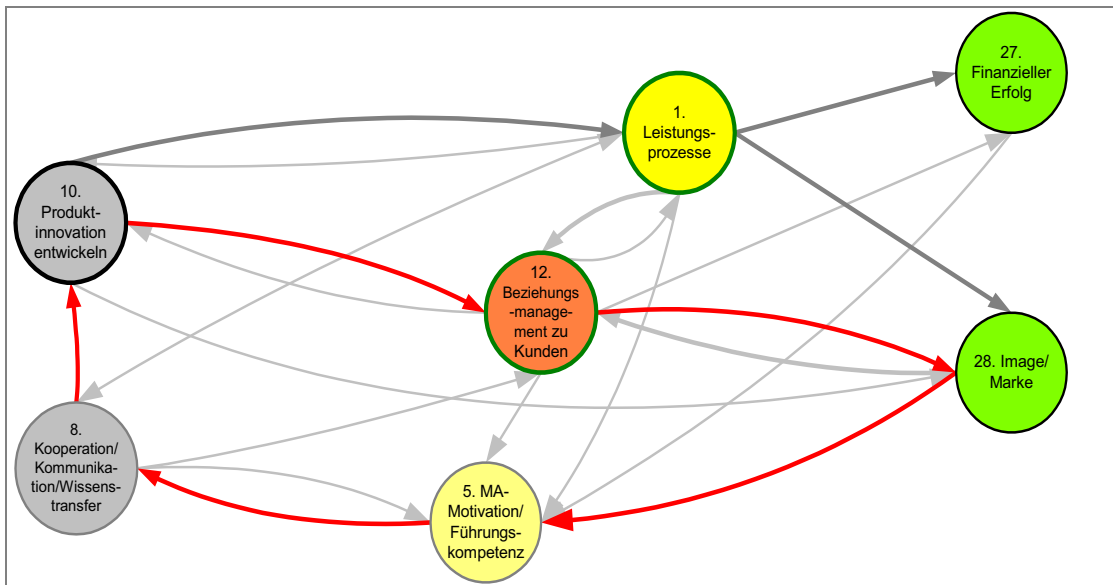 27.
Finanzieller
Erfolg
1.
Leistungs-
prozesse
10.
Produkt-
innovation
entwickeln
12.
Beziehungs
-manage-
ment zu
Kunden
28. Image/
Marke
8.
Kooperation/
Kommunika-
tion/Wissens-
transfer
5. MA-
Motivation/
Führungs-
kompetenz